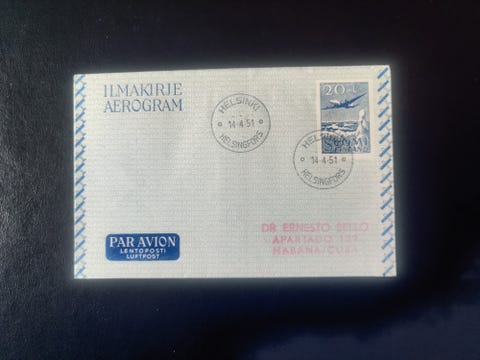 ILMAKIRJE
AEROGRAM
HELSINKI
14-4-51
HELSINGFORS
20
SUOMI
FINLAND
HELSINKI
14-4-51
HELSINGFORS
PAR AVION
LENTOPOSTI
LUFTPOST
DR ERNESTO BELLO
APARTADO
HABANA/CUBA